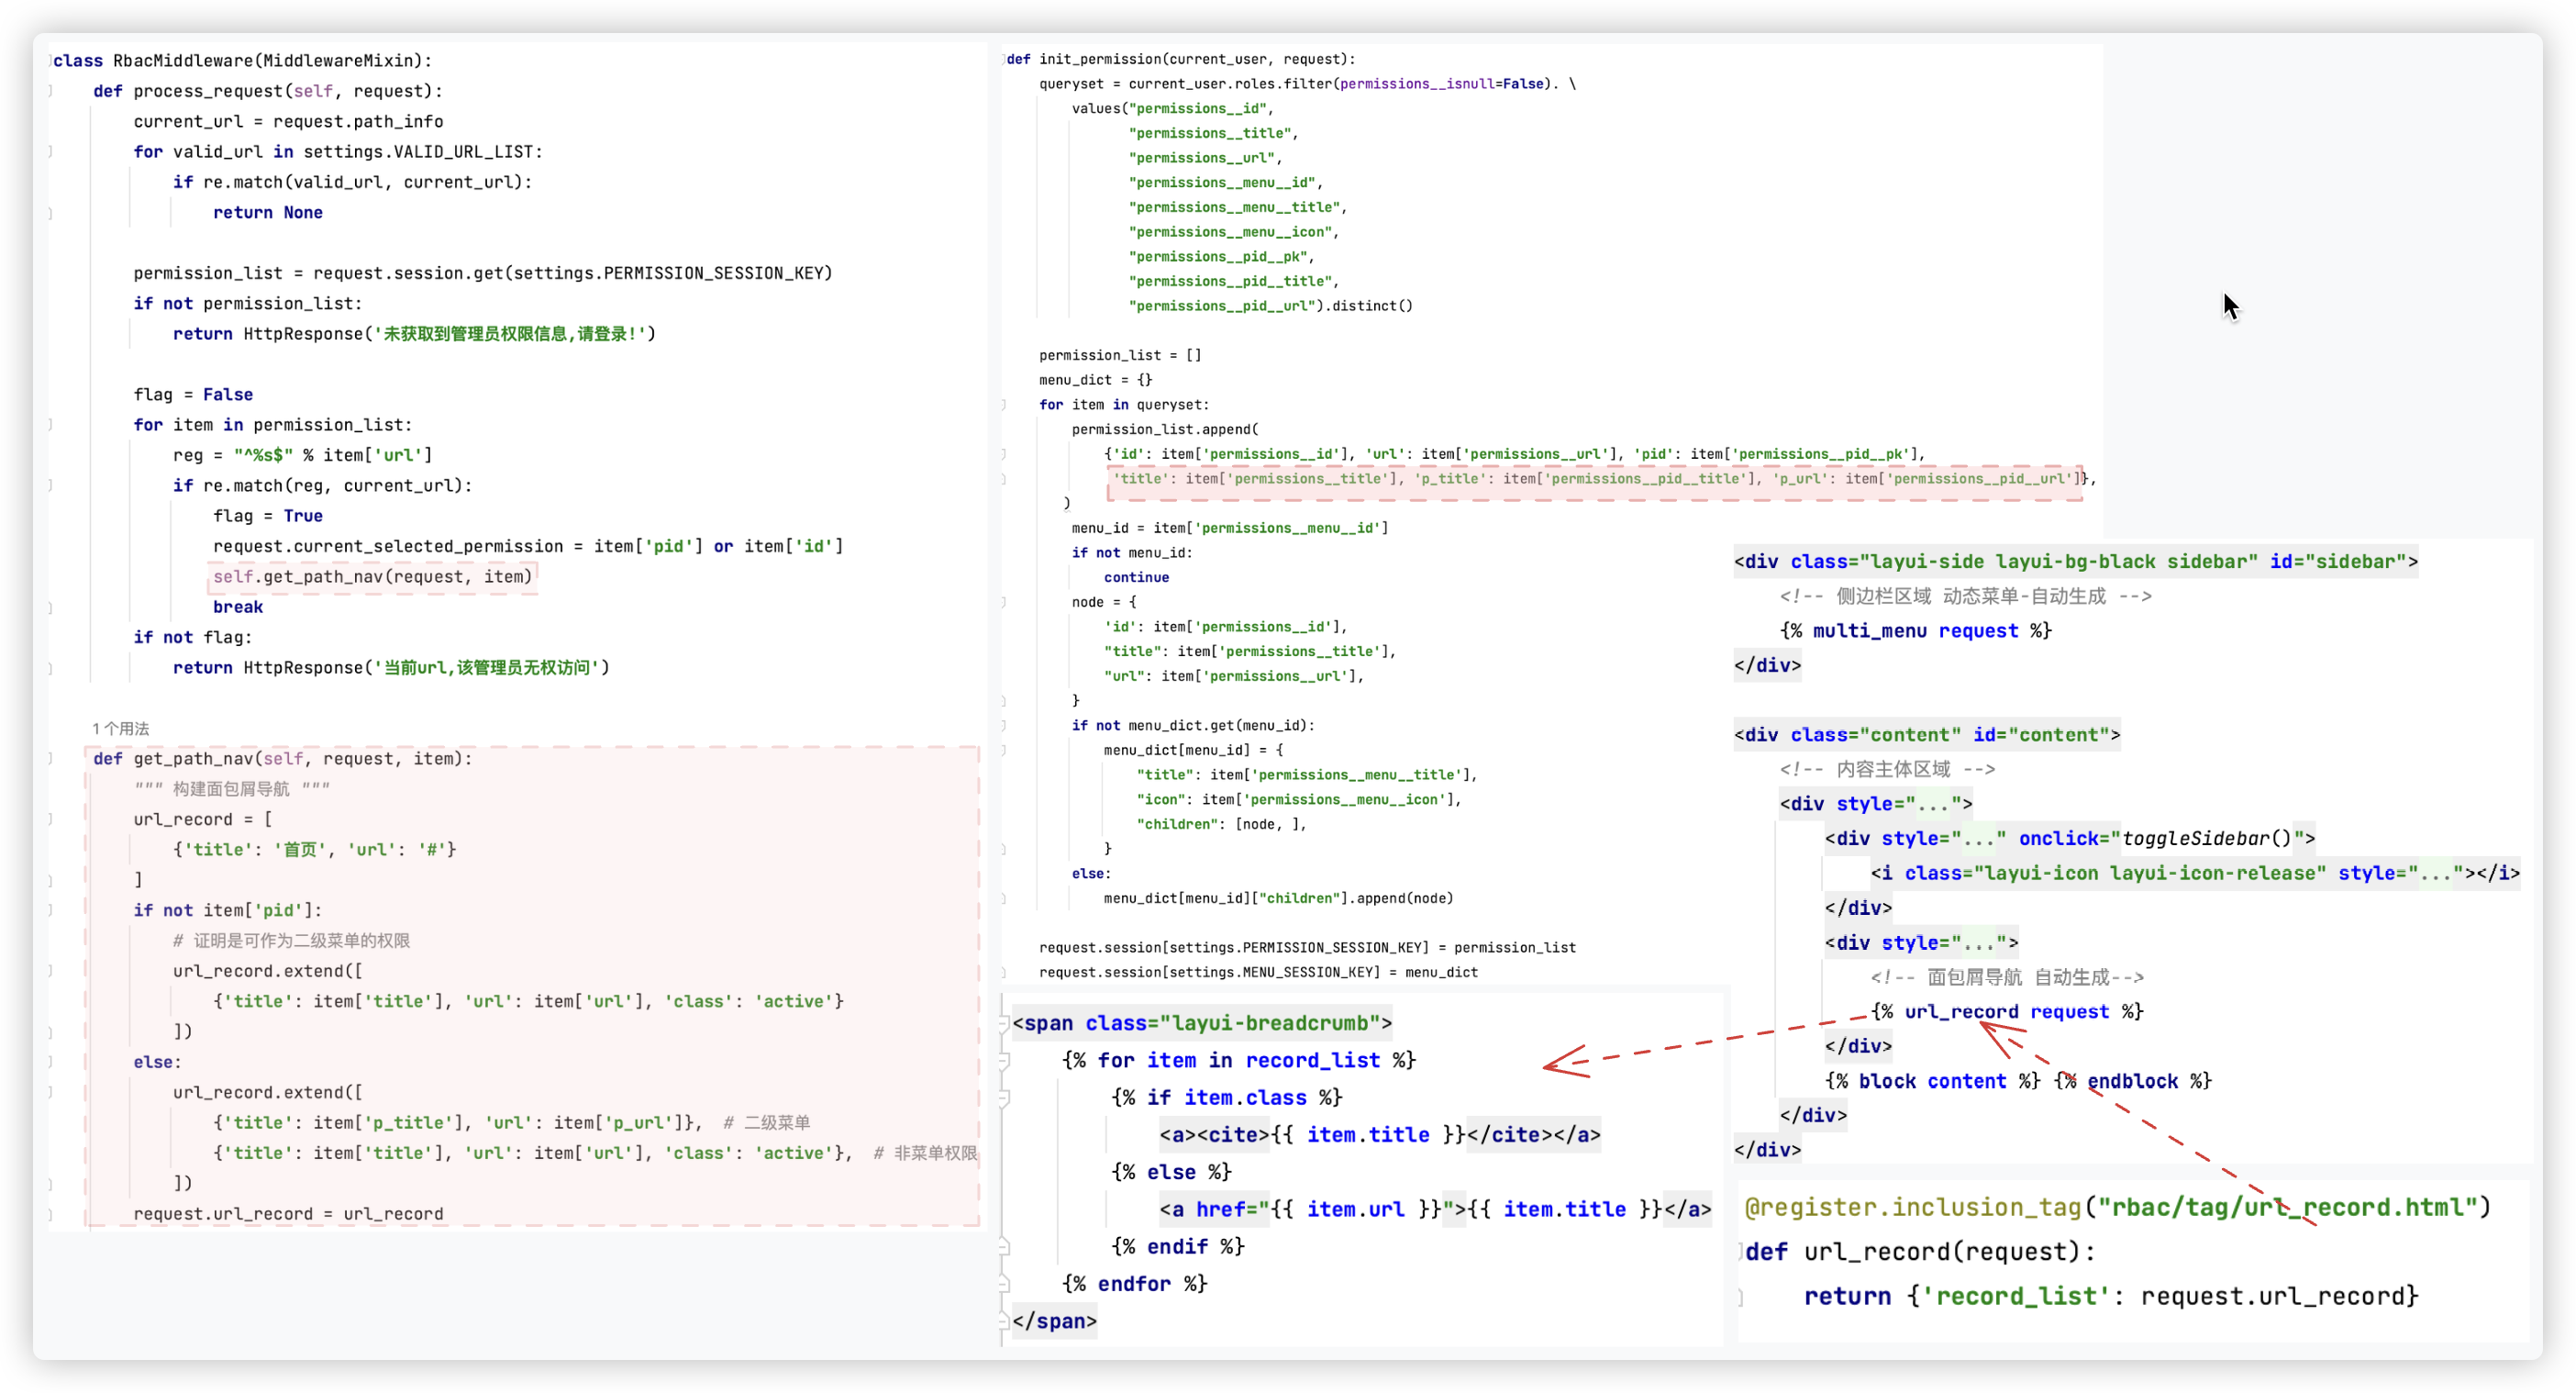 class RbacMiddleware(MiddlewareMixin):
    def process_request(self, request):
        current_url = request.path_info
        for valid_url in settings.VALID_URL_LIST:
            if re.match(valid_url, current_url):
                return None

        permission_list = request.session.get(settings.PERMISSION_SESSION_KEY)
        if not permission_list:
            return HttpResponse('未获取到管理员权限信息,请登录!')

        flag = False
        for item in permission_list:
            reg = "^%s$" % item['url']
            if re.match(reg, current_url):
                flag = True
                request.current_selected_permission = item['pid'] or item['id']
                self.get_path_nav(request, item)
                break
        if not flag:
            return HttpResponse('当前url,该管理员无权访问')

    1 个用法
    def get_path_nav(self, request, item):
        """ 构建面包屑导航 """
        url_record = [
            {'title': '首页', 'url': '#'}
        ]
        if not item['pid']:
            # 证明是可作为二级菜单的权限
            url_record.extend([
                {'title': item['title'], 'url': item['url'], 'class': 'active'}
            ])
        else:
            url_record.extend([
                {'title': item['p_title'], 'url': item['p_url']},  # 二级菜单
                {'title': item['title'], 'url': item['url'], 'class': 'active'},  # 非菜单权限
            ])
        request.url_record = url_record
def init_permission(current_user, request):
    queryset = current_user.roles.filter(permissions__isnull=False). \
        values("permissions__id",
               "permissions__title",
               "permissions__url",
               "permissions__menu__id",
               "permissions__menu__title",
               "permissions__menu__icon",
               "permissions__pid__pk",
               "permissions__pid__title",
               "permissions__pid__url").distinct()

    permission_list = []
    menu_dict = {}
    for item in queryset:
        permission_list.append(
            {'id': item['permissions__id'], 'url': item['permissions__url'], 'pid': item['permissions__pid__pk'],
             'title': item['permissions__title'], 'p_title': item['permissions__pid__title'], 'p_url': item['permissions__pid__url']},
        )
        menu_id = item['permissions__menu__id']
        if not menu_id:
            continue
        node = {
            'id': item['permissions__id'],
            "title": item['permissions__title'],
            "url": item['permissions__url'],
        }
        if not menu_dict.get(menu_id):
            menu_dict[menu_id] = {
                "title": item['permissions__menu__title'],
                "icon": item['permissions__menu__icon'],
                "children": [node, ],
            }
        else:
            menu_dict[menu_id]["children"].append(node)

    request.session[settings.PERMISSION_SESSION_KEY] = permission_list
    request.session[settings.MENU_SESSION_KEY] = menu_dict
<span class="layui-breadcrumb">
    {% for item in record_list %}
        {% if item.class %}
            <a><cite>{{ item.title }}</cite></a>
        {% else %}
            <a href="{{ item.url }}">{{ item.title }}</a>
        {% endif %}
    {% endfor %}
</span>
<div class="layui-side layui-bg-black sidebar" id="sidebar">
    <!-- 侧边栏区域 动态菜单-自动生成 -->
    {% multi_menu request %}
</div>

<div class="content" id="content">
    <!-- 内容主体区域 -->
    <div style="...">
        <div style="..." onclick="toggleSidebar()">
            <i class="layui-icon layui-icon-release" style="..."></i>
        </div>
        <div style="...">
            <!-- 面包屑导航 自动生成-->
            {% url_record request %}
        </div>
        {% block content %} {% endblock %}
    </div>
</div>
@register.inclusion_tag("rbac/tag/url_record.html")
def url_record(request):
    return {'record_list': request.url_record}